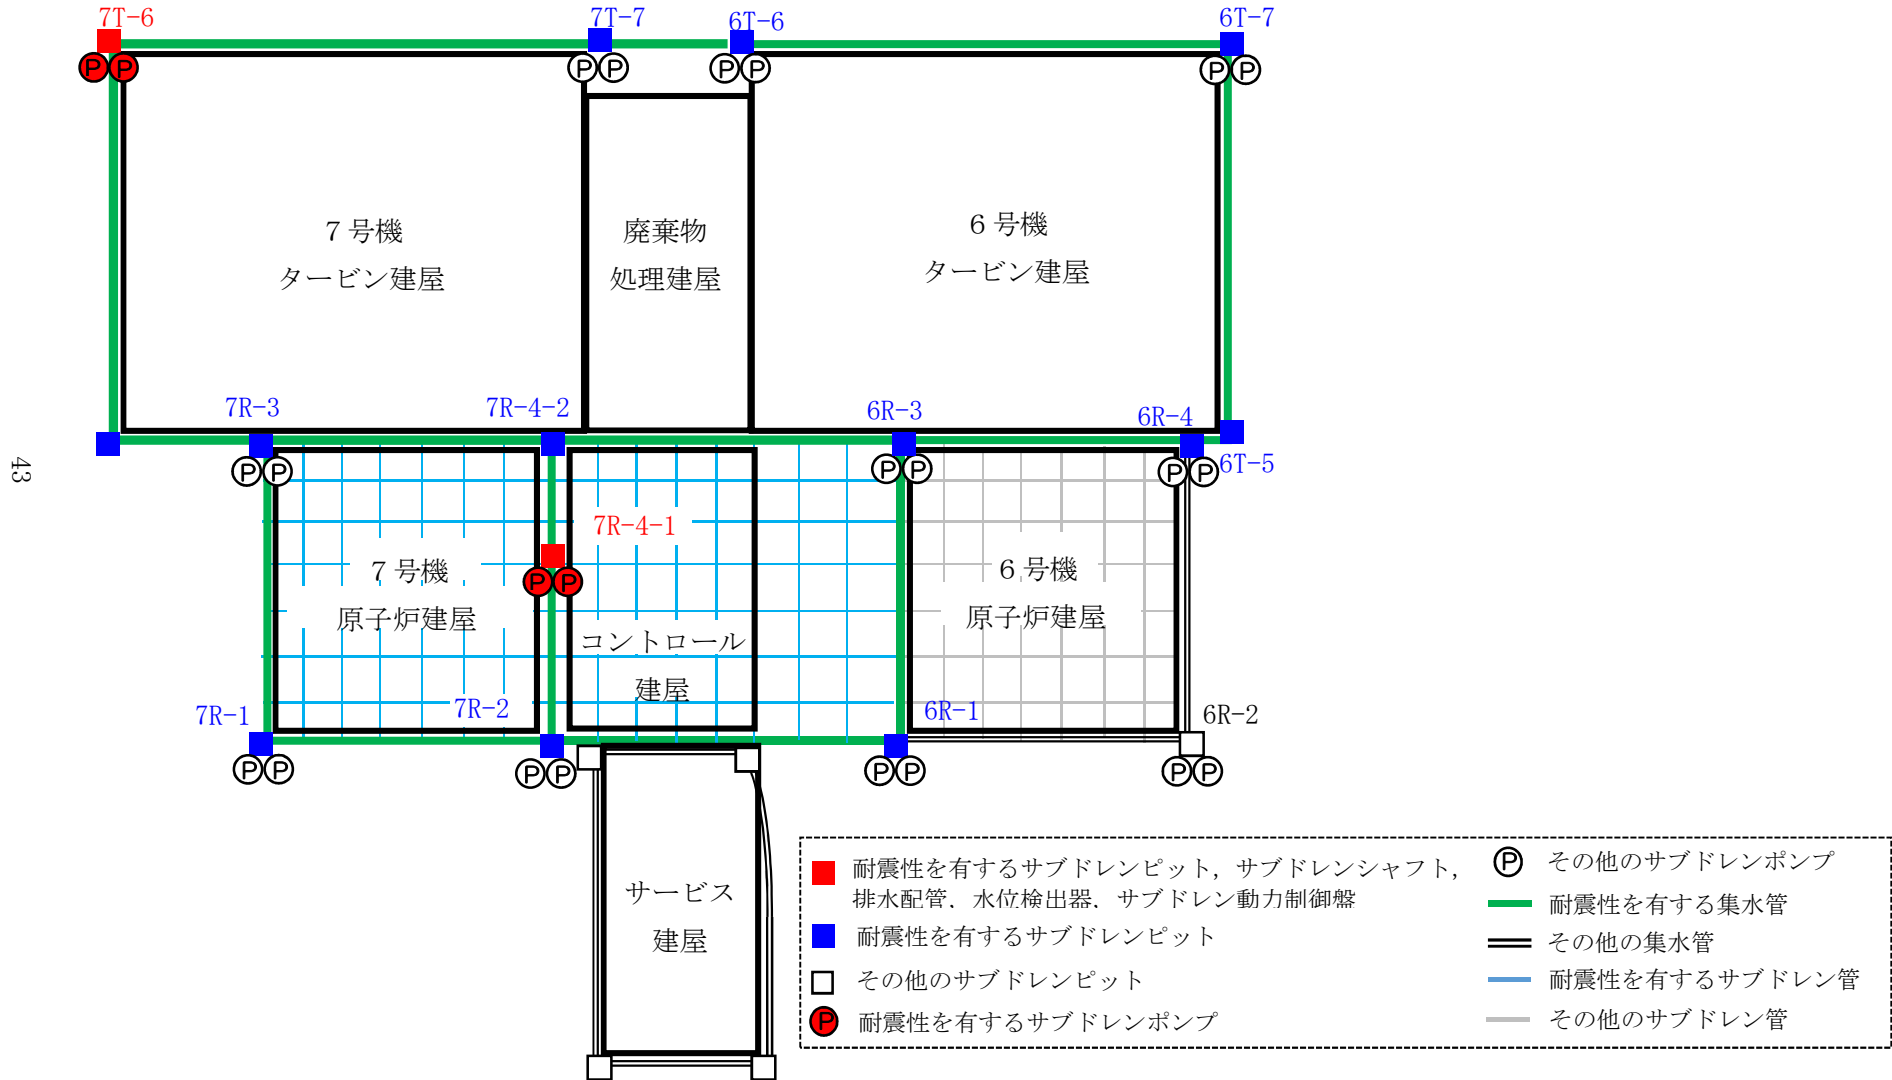 7T-6
7T-7
6T-6
6T-7
7号機
タービン建屋
廃棄物
処理建屋
6号機
タービン建屋
7R-3
7R-4-2
6R-3
6R-4
6T-5
43
7R-4-1
7号機
原子炉建屋
コントロール
建屋
6号機
原子炉建屋
7R-1
7R-2
6R-1
6R-2
サービス
建屋
耐震性を有するサブドレンピット，サブドレンシャフト，
排水配管，水位検出器，サブドレン動力制御盤
耐震性を有するサブドレンピット
その他のサブドレンピット
P 耐震性を有するサブドレンポンプ
P その他のサブドレンポンプ
耐震性を有する集水管
その他の集水管
耐震性を有するサブドレン管
その他のサブドレン管